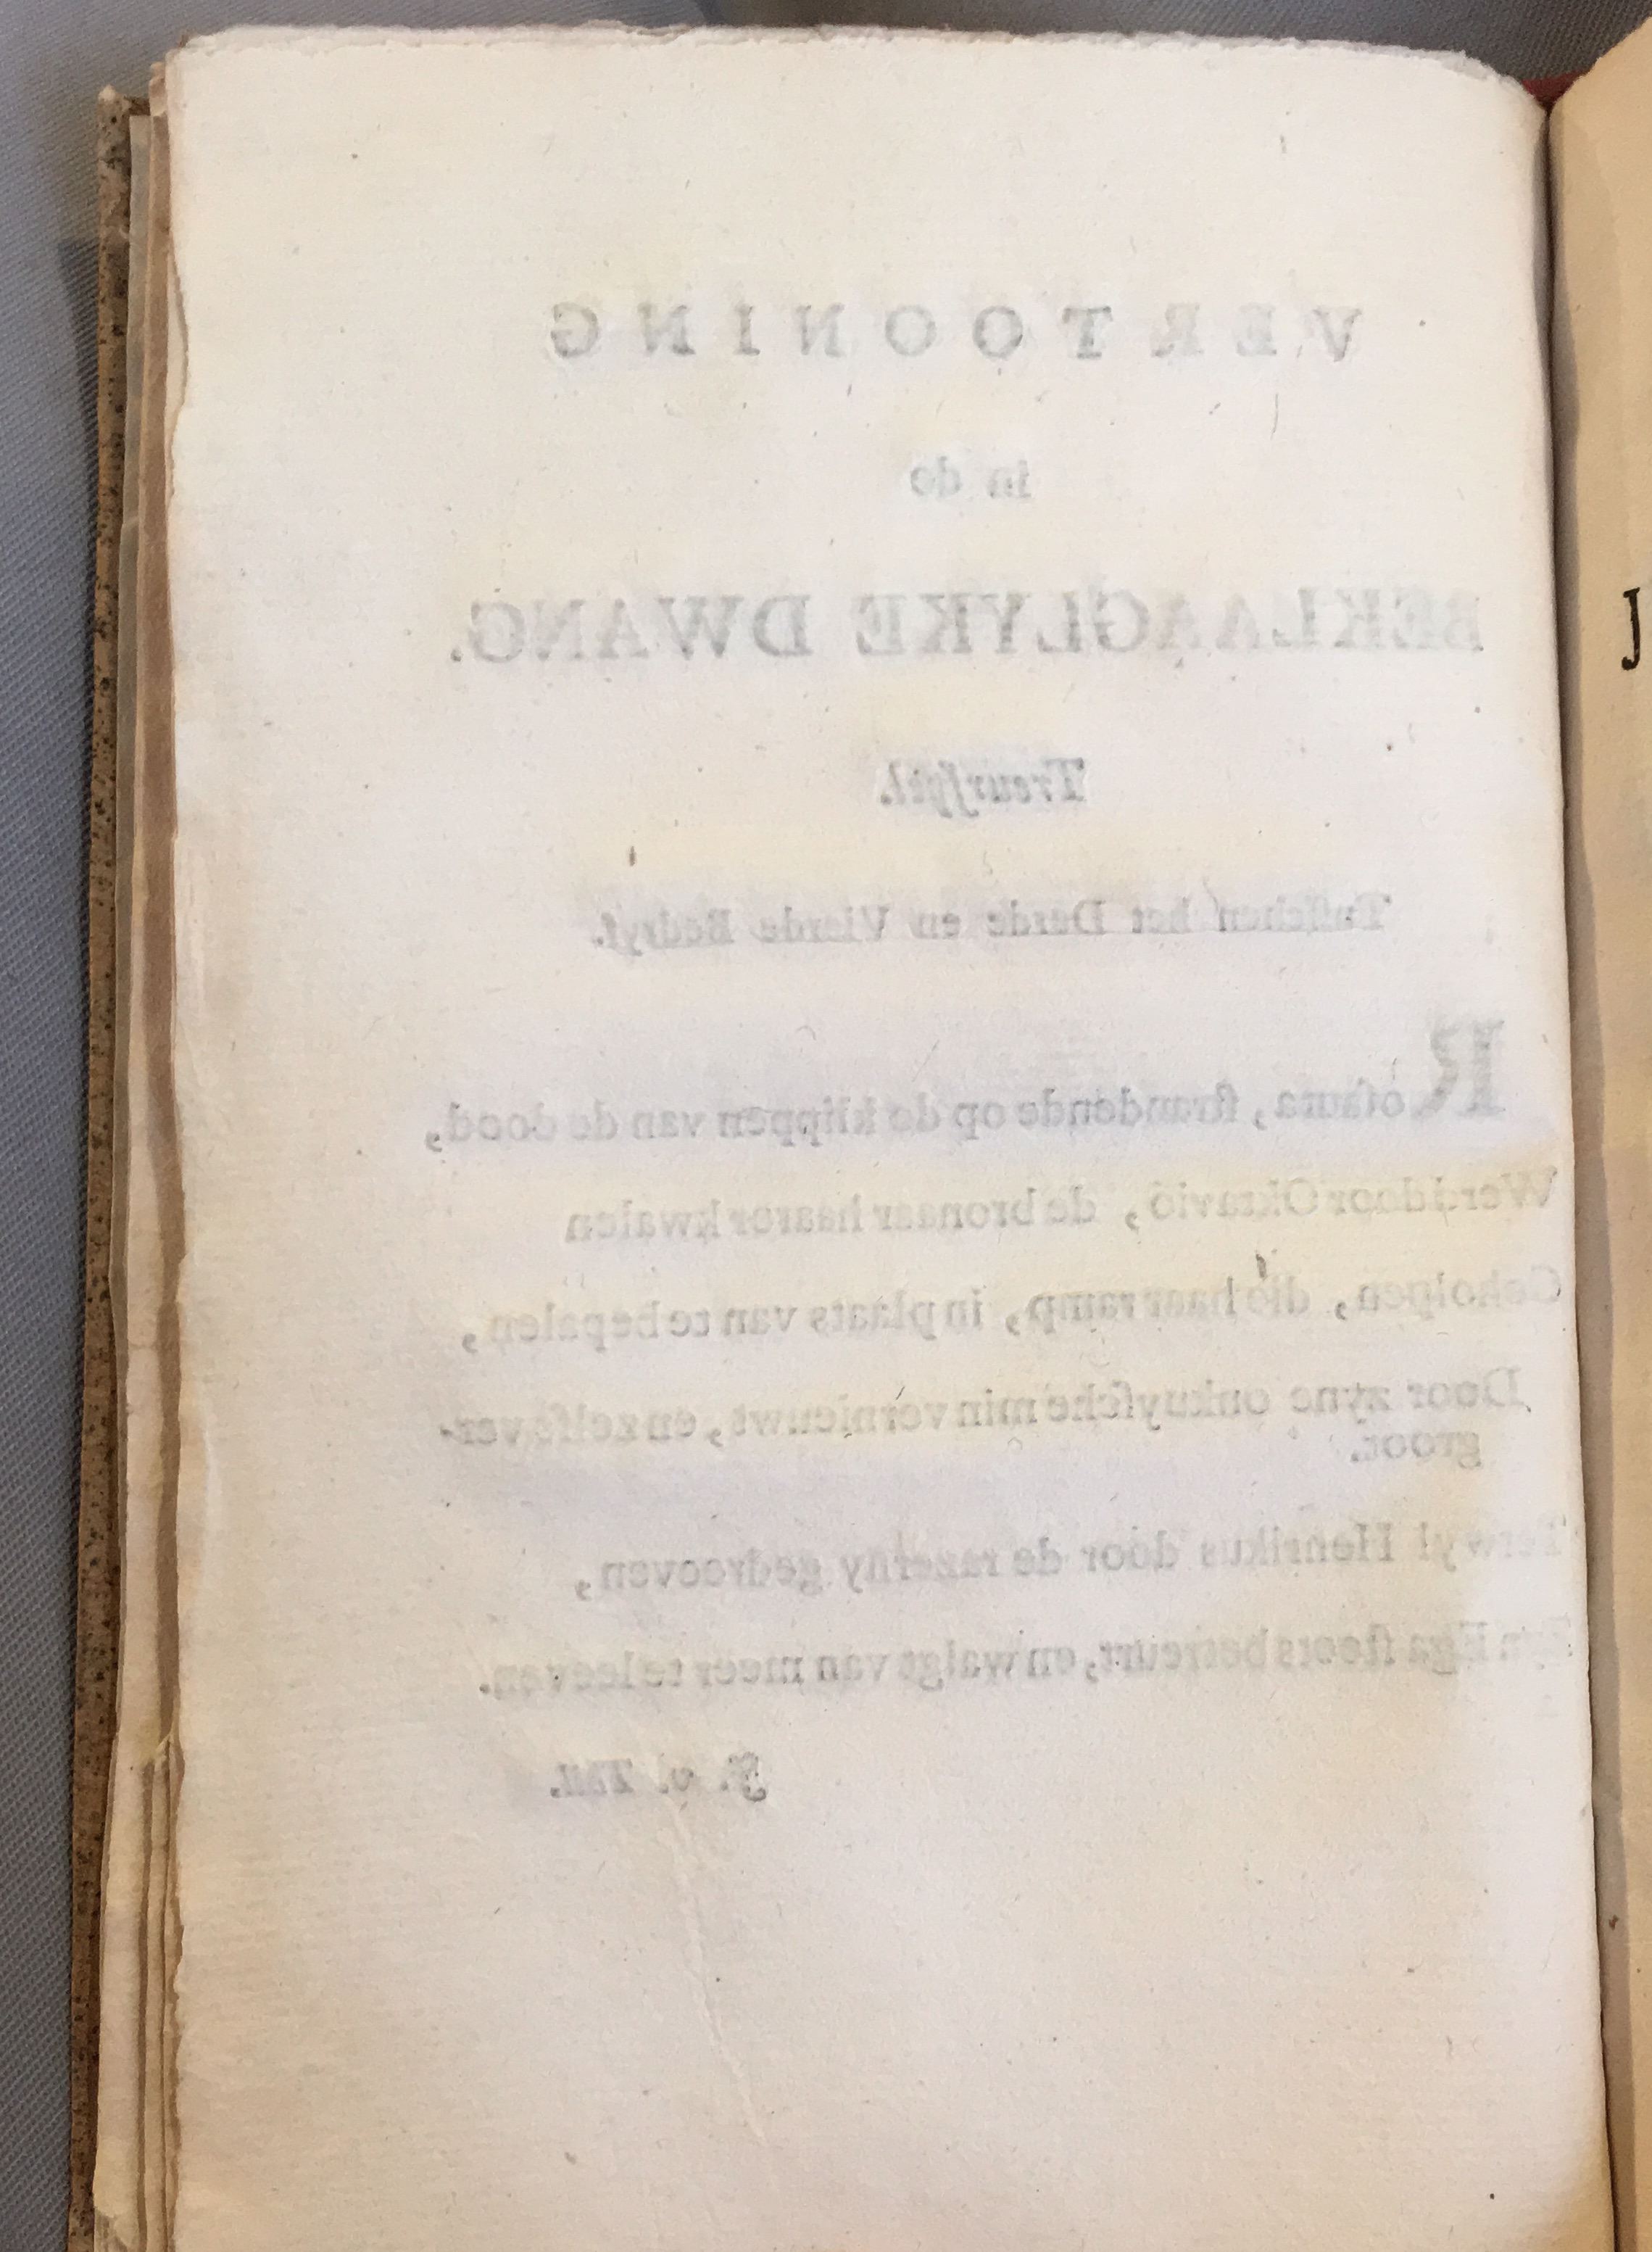 VERTOONING
in de
BEKLAAGLYKE DWANG.
Treurſpel.
Tuſſchen het Derde en Vierde Bedryf.
Roſaura, ſtrandende op de klippen van de dood,
Werd door Oktavio, de bronaar haarer kwalen
Geholpen, die haar ramp, in plaats van te bepalen,
Door zyne onkuyſche min vernieuwt, en zelfs ver-
groot.
Terwyl Henrikus door de razerny gedreeven,
Zyn Ega ſteets betreurt, en walgt van meer te leeven.
J